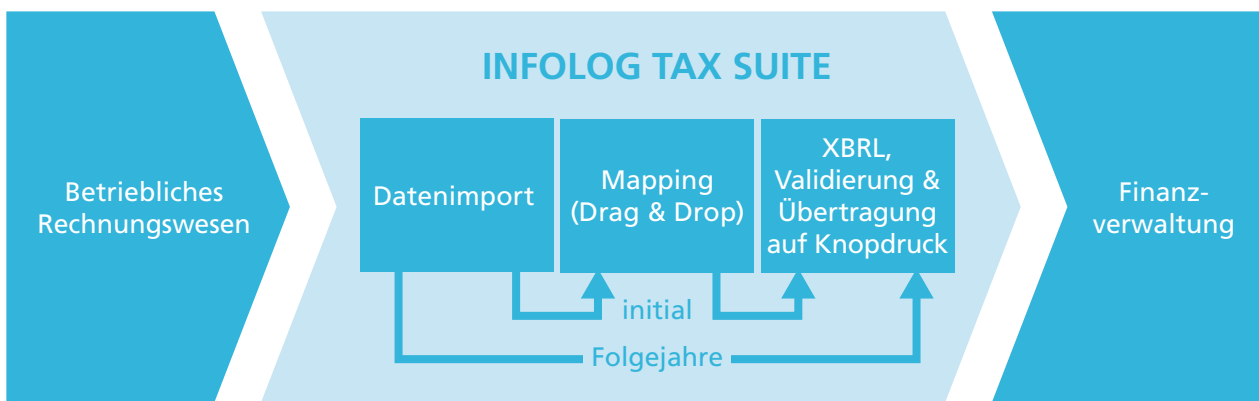 INFOLOG TAX SUITE
Betriebliches
Rechnungswesen
Datenimport
Mapping
(Drag & Drop)
XBRL,
Validierung &
Übertragung
auf Knopdruck
Finanz-
verwaltung
initial
Folgejahre